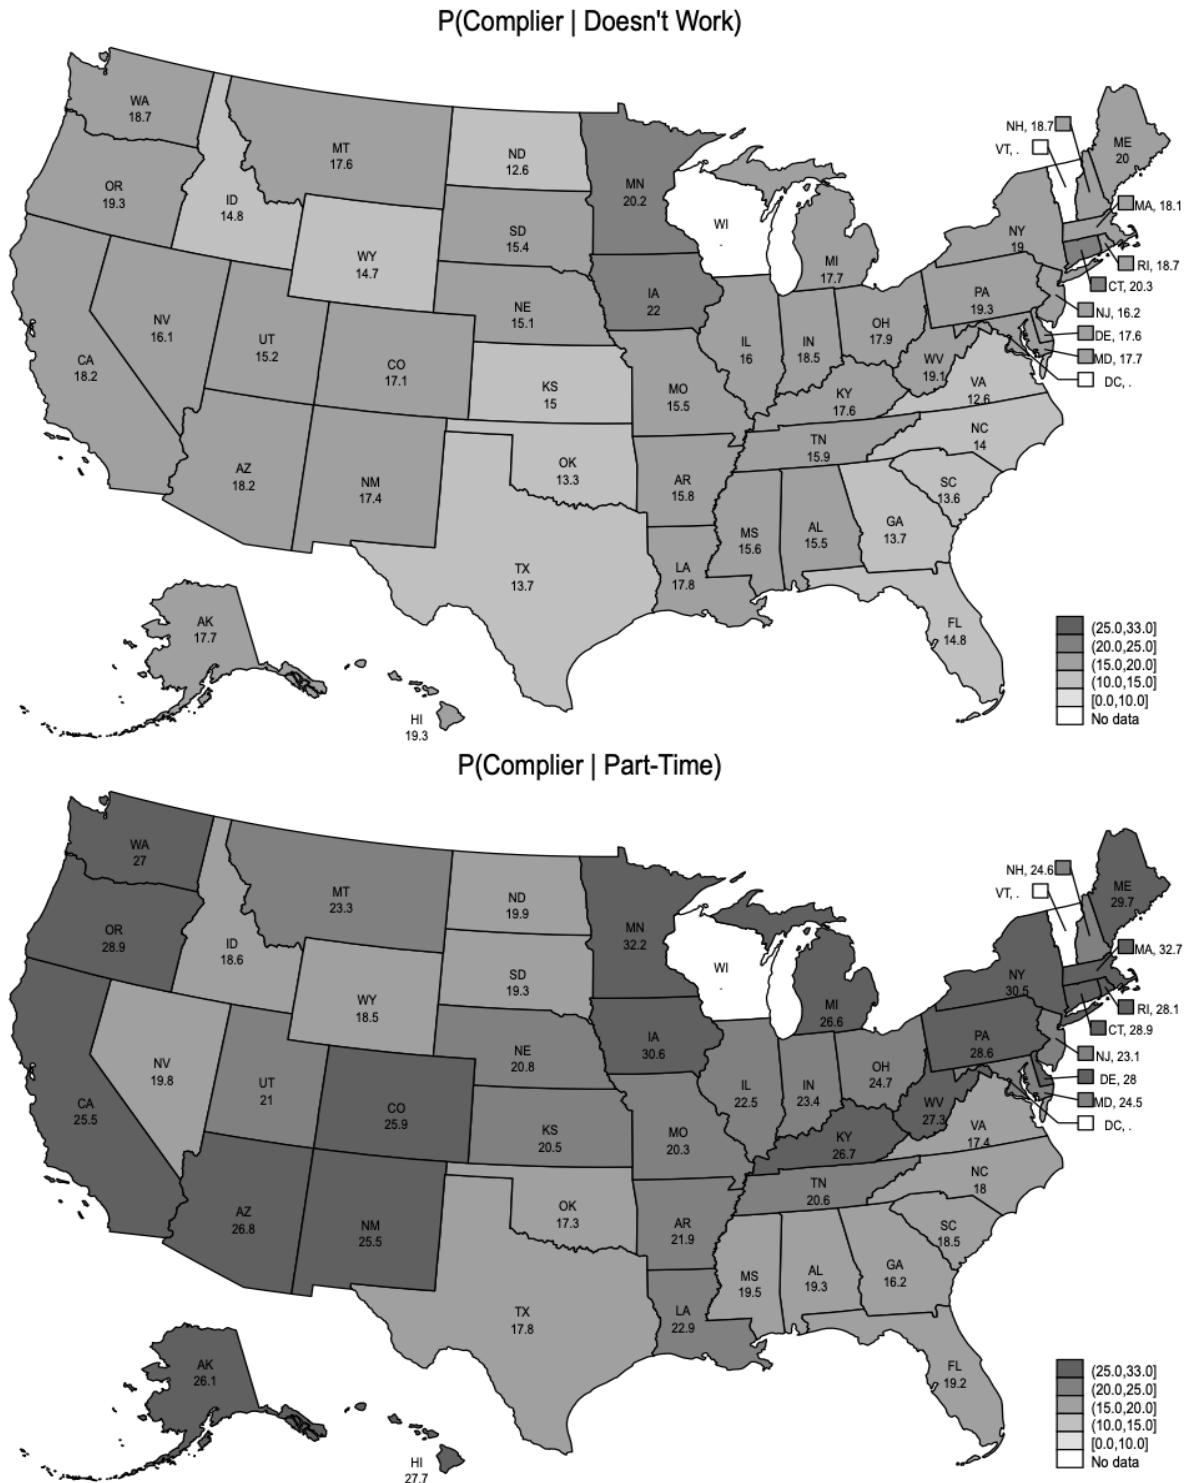 P(Complier | Doesn't Work)
WA
18.7
MT
17.6
ND
12.6
MN
20.2
NH, 18.7
VT, .
ME
20
OR
19.3
ID
14.8
SD
15.4
WI
.
MA, 18.1
WY
14.7
NY
19
MI
17.7
RI, 18.7
CT, 20.3
IA
22
PA
19.3
NJ, 16.2
NE
15.1
NV
16.1
UT
15.2
IL
16
IN
18.5
OH
17.9
DE, 17.6
MD, 17.7
CA
18.2
CO
17.1
KS
15
MO
15.5
WV
19.1
DC, .
VA
12.6
KY
17.6
NC
14
TN
15.9
AZ
18.2
NM
17.4
OK
13.3
AR
15.8
SC
13.6
MS
15.6
AL
15.5
GA
13.7
TX
13.7
LA
17.8
AK
17.7
FL
14.8
HI
19.3
(25.0,33.0]
(20.0,25.0]
(15.0,20.0]
(10.0,15.0]
[0.0,10.0]
No data
P(Complier | Part-Time)
WA
27
MT
23.3
ND
19.9
MN
32.2
NH, 24.6
VT, .
ME
29.7
OR
28.9
ID
18.6
SD
19.3
WI
MA, 32.7
WY
18.5
NY
30.5
MI
26.6
RI, 28.1
CT, 28.9
IA
30.6
PA
28.6
NJ, 23.1
NE
20.8
NV
19.8
UT
21
IL
22.5
IN
23.4
OH
24.7
DE, 28
MD, 24.5
CA
25.5
CO
25.9
KS
20.5
MO
20.3
WV
27.3
DC, .
VA
17.4
KY
26.7
NC
18
TN
20.6
AZ
26.8
NM
25.5
OK
17.3
AR
21.9
SC
18.5
MS
19.5
AL
19.3
GA
16.2
TX
17.8
LA
22.9
AK
26.1
FL
19.2
HI
27.7
(25.0,33.0]
(20.0,25.0]
(15.0,20.0]
(10.0,15.0]
[0.0,10.0]
No data